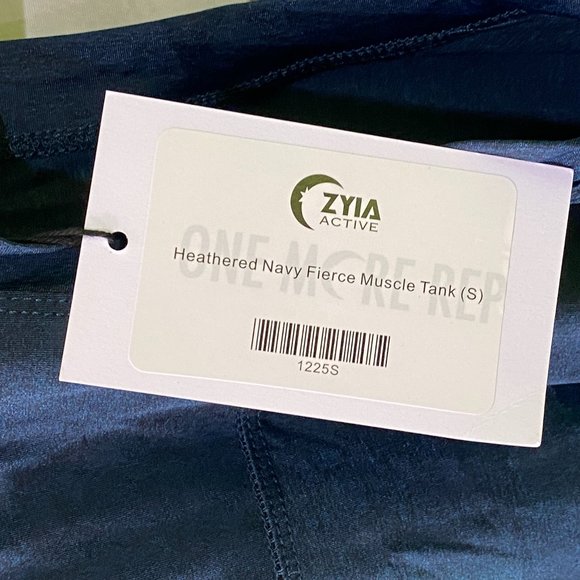 ZYIA
ACTIVE
ONE MORE REP
Heathered Navy Fierce Muscle Tank (S)
1225S